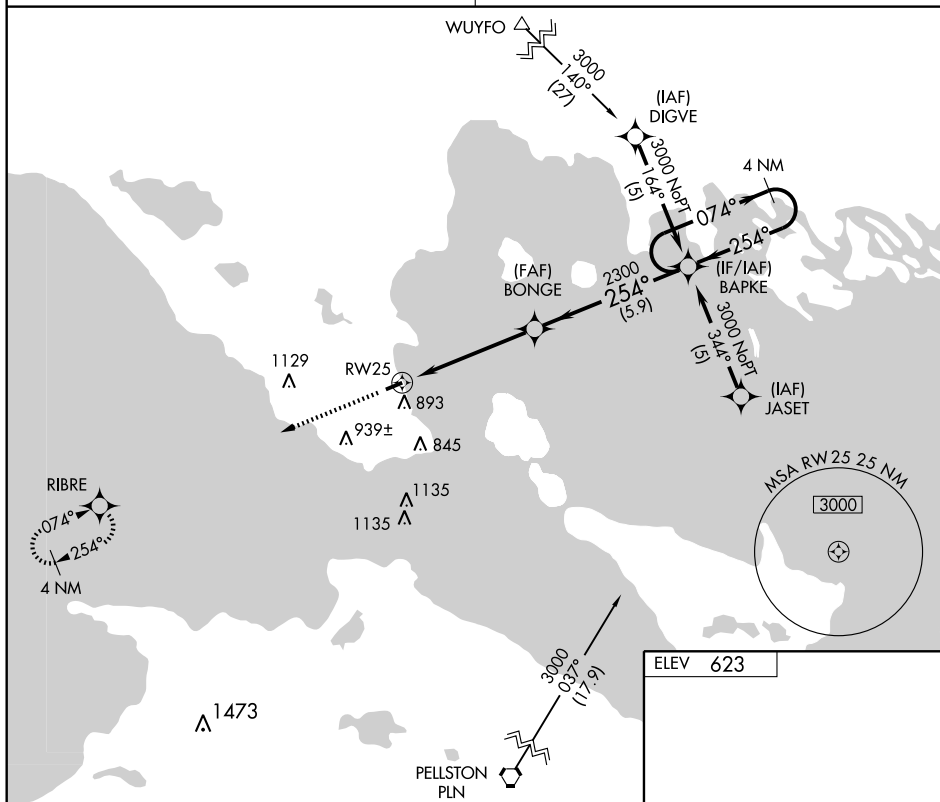 WUYFO
3000
140°
(27)
(IAF)
DIGVE
3000 NoPT
164°
(5)
4 NM
074°
254°
(IF/IAF)
BAPKE
(FAF)
BONGE
2300
254°
(5.9)
3000 NoPT
344°
(5)
(IAF)
JASET
1129
RW25
893
939±
845
1135
1135
RIBRE
074°
254°
4 NM
MSA RW25 25 NM
3000
3000
037°
(17.9)
ELEV 623
1473
PELLSTON
PLN